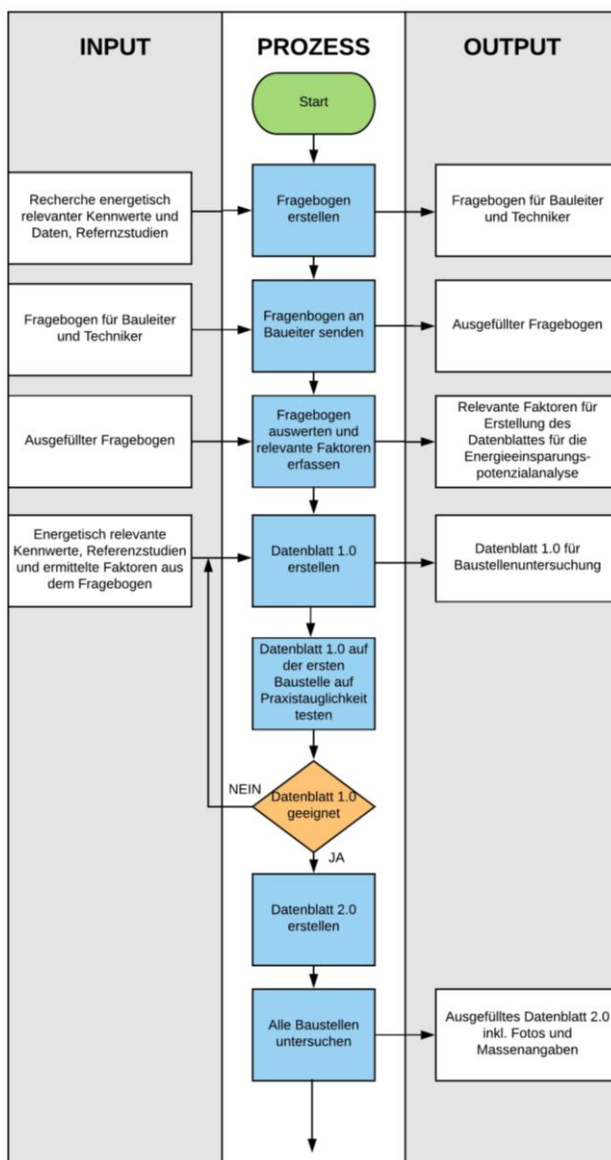 INPUT
PROZESS
OUTPUT
Start
Recherche energetisch
relevanter Kennwerte und
Daten, Refernzstudien
Fragebogen
erstellen
Fragebogen für Bauleiter
und Techniker
Fragebogen für Bauleiter
und Techniker
Fragenbogen an
Baueiter senden
Ausgefüllter Fragebogen
Ausgefüllter Fragebogen
Fragebogen
auswerten und
relevante Faktoren
erfassen
Relevante Faktoren für
Erstellung des
Datenblattes für die
Energieeinsparungs-
potenzialanalyse
Energetisch relevante
Kennwerte, Referenzstudien
und ermittelte Faktoren aus
dem Fragebogen
Datenblatt 1.0
erstellen
Datenblatt 1.0 für
Baustellenuntersuchung
Datenblatt 1.0 auf
der ersten
Baustelle auf
Praxistauglichkeit
testen
NEIN
Datenblatt 1.0
geeignet
JA
Datenblatt 2.0
erstellen
Alle Baustellen
untersuchen
Ausgefülltes Datenblatt 2.0
inkl. Fotos und
Massenangaben